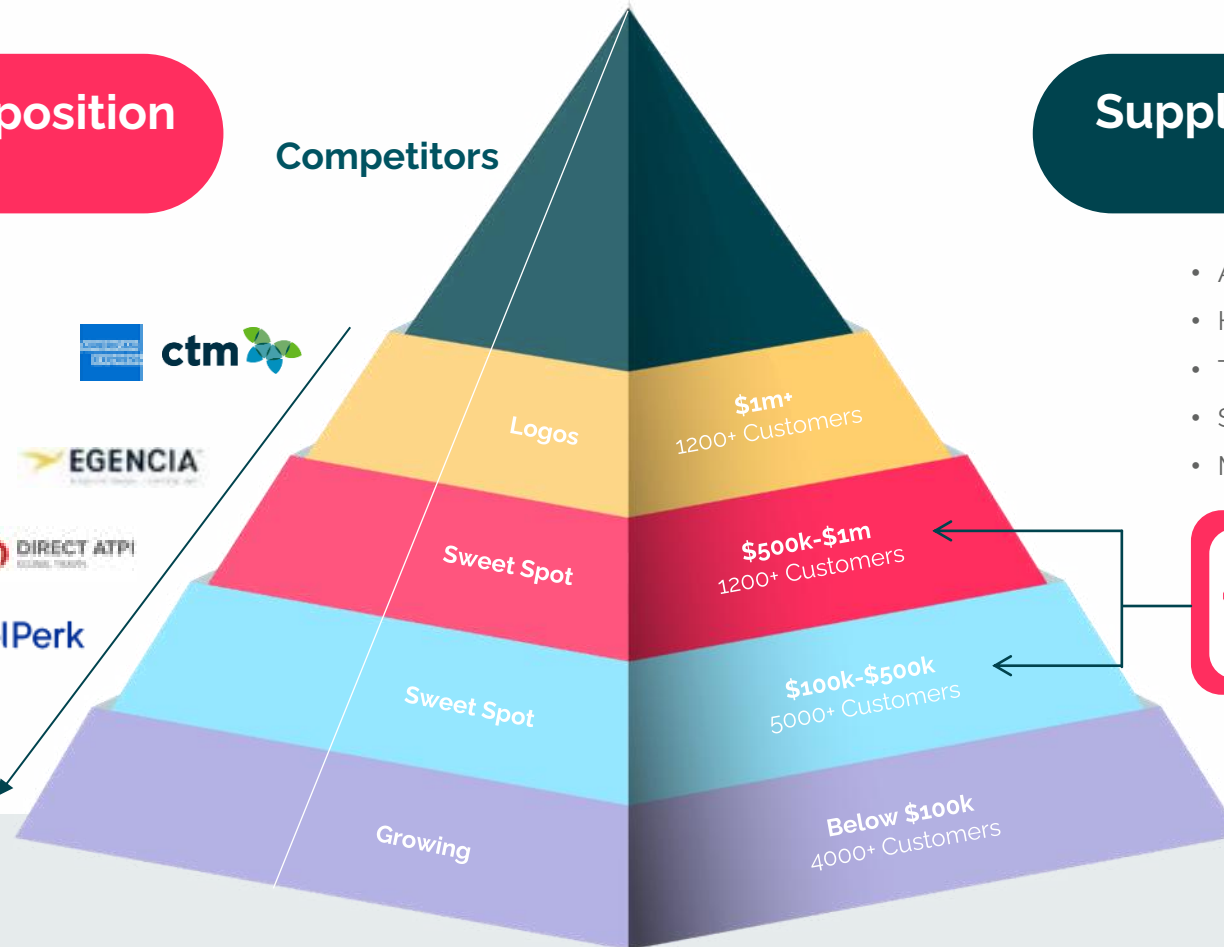 position
Suppl
Competitors
ctm
EGENCIA
DIRECT ATPI
lPerk
Logos
$1m+
1200+ Customers
Sweet Spot
$500k-$1m
1200+ Customers
Sweet Spot
$100k-$500k
5000+ Customers
Growing
Below $100k
4000+ Customers